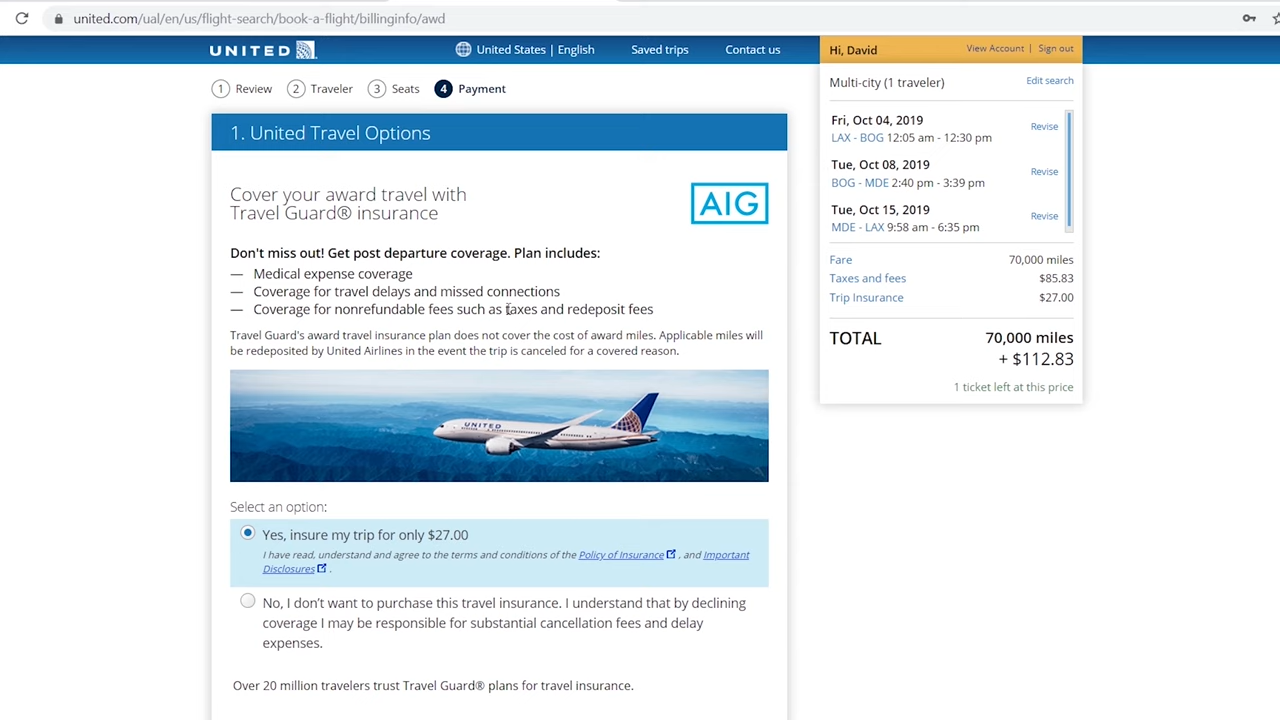 united.com/ual/en/us/flight-search/book-a-flight/billinginfo/awd
UNITED
United States | English
Saved trips
Contact us
Hi, David
View Account | Sign out
1 Review
2 Traveler
3 Seats
4 Payment
Multi-city (1 traveler)
Edit search
Fri, Oct 04, 2019
LAX - BOG 12:05 am - 12:30 pm
Revise
Tue, Oct 08, 2019
BOG - MDE 2:40 pm - 3:39 pm
Revise
Tue, Oct 15, 2019
MDE - LAX 9:58 am - 6:35 pm
Revise
Fare 70,000 miles
Taxes and fees $85.83
Trip Insurance $27.00
TOTAL 70,000 miles
+ $112.83
1 ticket left at this price
1. United Travel Options
Cover your award travel with
Travel Guard® insurance
AIG
Don't miss out! Get post departure coverage. Plan includes:
— Medical expense coverage
— Coverage for travel delays and missed connections
— Coverage for nonrefundable fees such as taxes and redeposit fees
Travel Guard's award travel insurance plan does not cover the cost of award miles. Applicable miles will
be redeposited by United Airlines in the event the trip is canceled for a covered reason.
UNITED
Select an option:
Yes, insure my trip for only $27.00
I have read, understand and agree to the terms and conditions of the Policy of Insurance , and Important
Disclosures .
No, I don't want to purchase this travel insurance. I understand that by declining
coverage I may be responsible for substantial cancellation fees and delay
expenses.
Over 20 million travelers trust Travel Guard® plans for travel insurance.